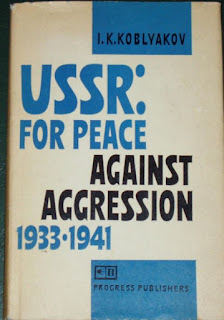 I.K.KOBLYAKOV
USSR:
FOR PEACE
AGAINST
AGGRESSION
1933·1941
PROGRESS PUBLISHERS